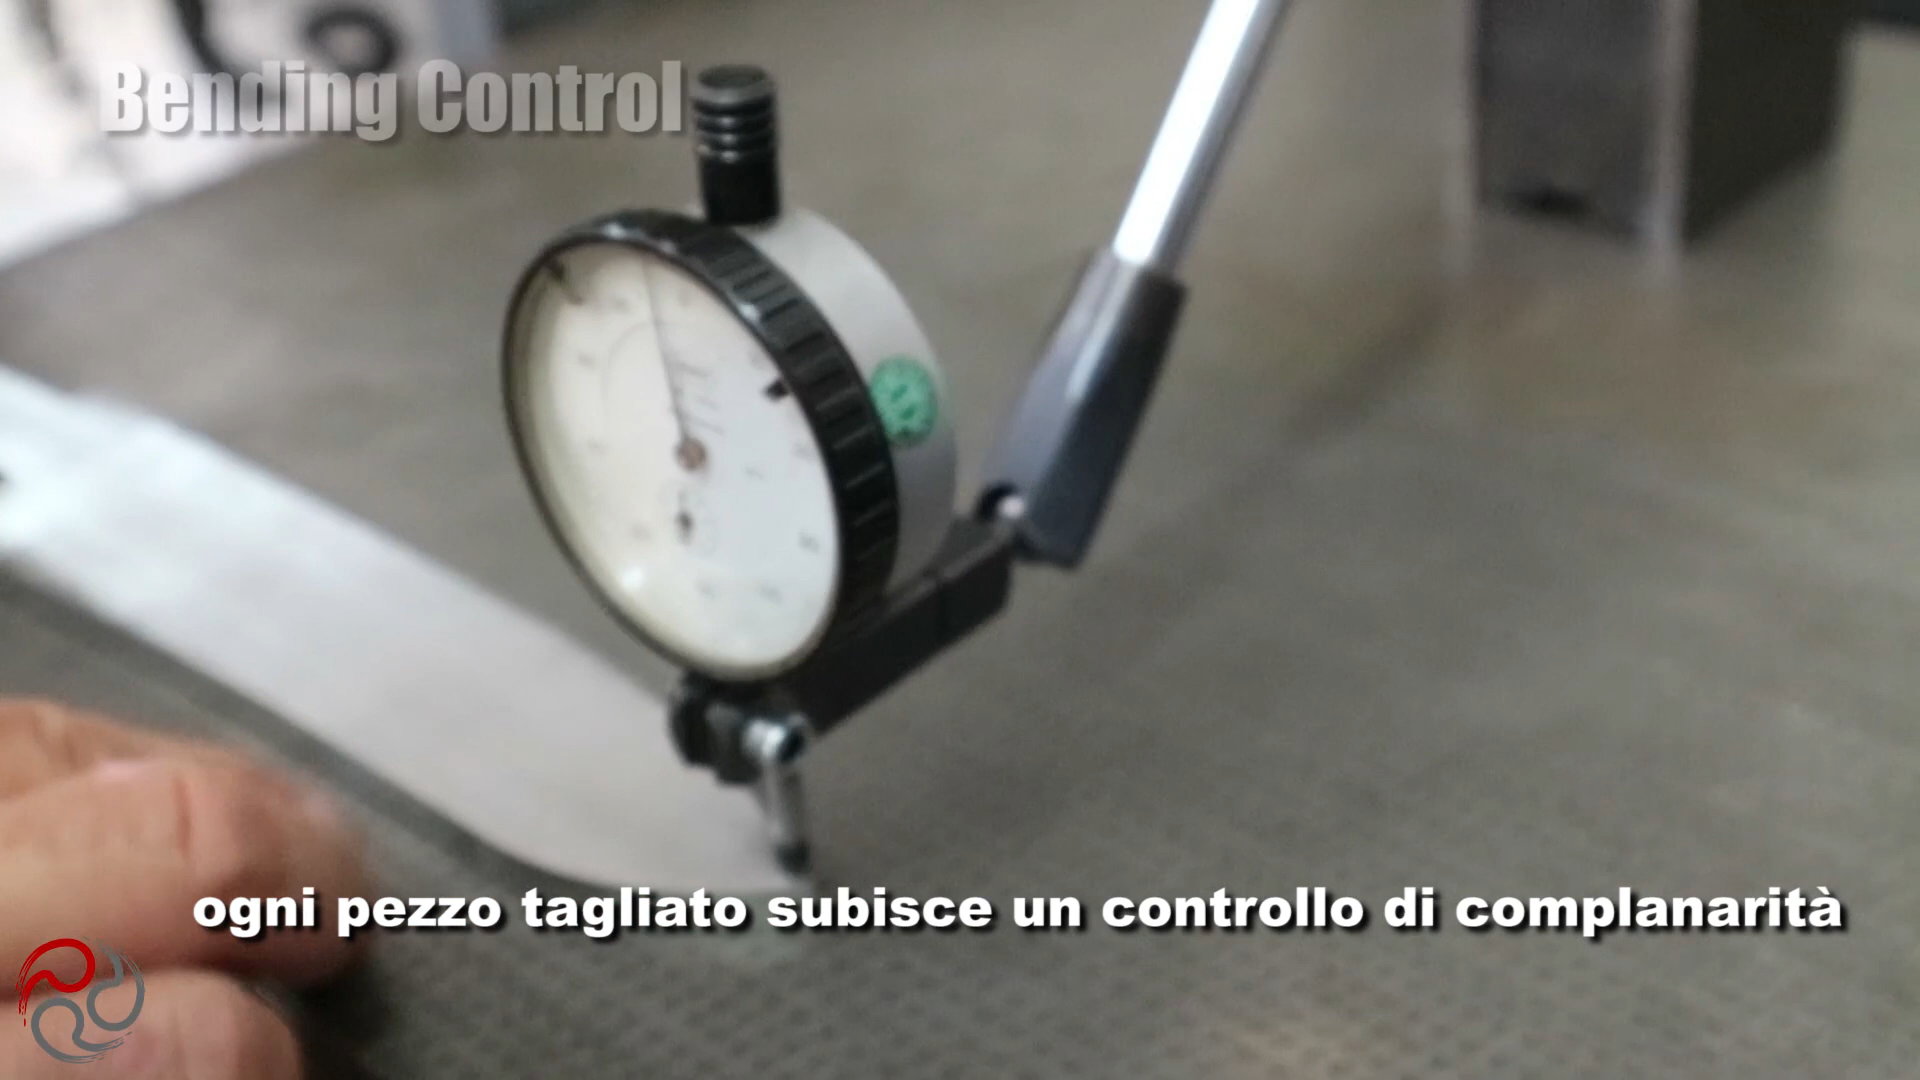 Bending Control
ogni pezzo tagliato subisce un controllo di complanarità